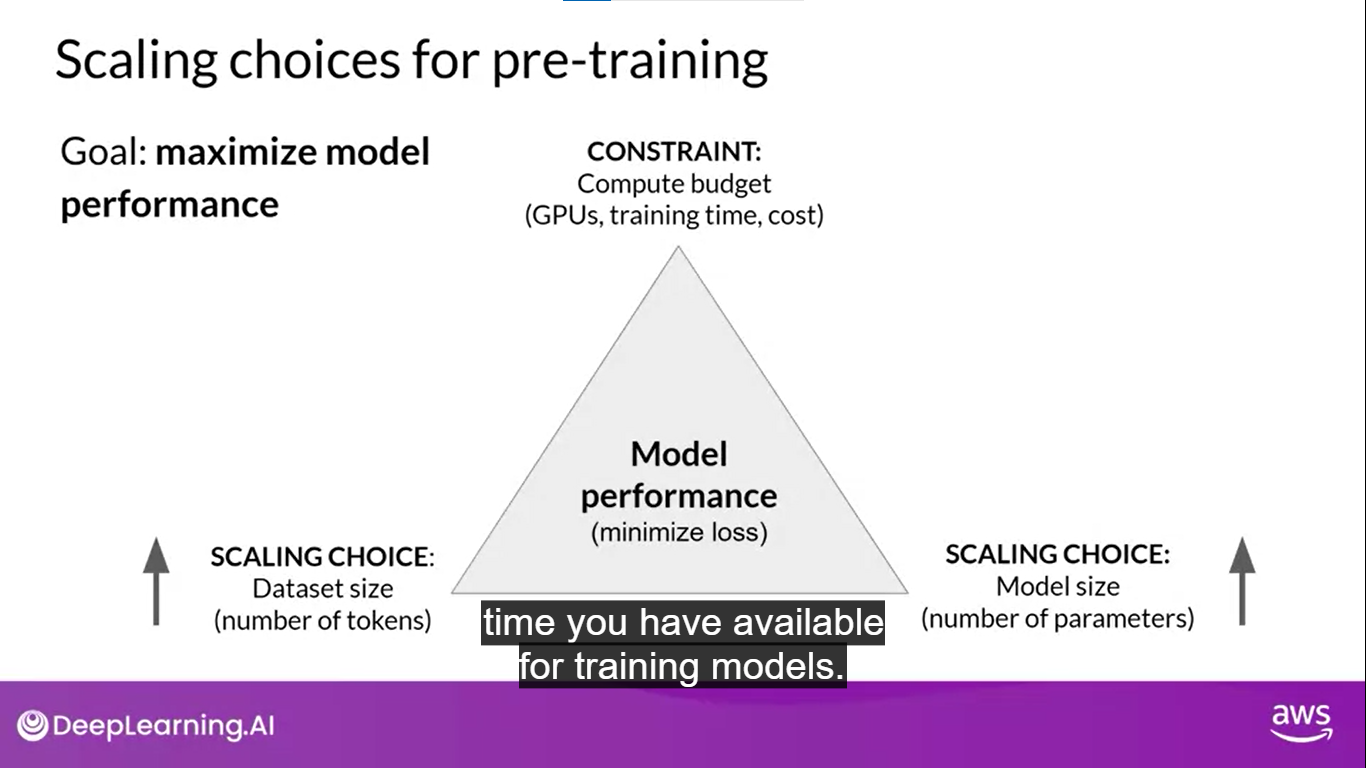 Scaling choices for pre-training
Goal: maximize model
performance
CONSTRAINT:
Compute budget
(GPUs, training time, cost)
Model
performance
(minimize loss)
SCALING CHOICE:
Dataset size
(number of tokens)
SCALING CHOICE:
Model size
(number of parameters)
time you have available
for training models.
DeepLearning.AI
aws